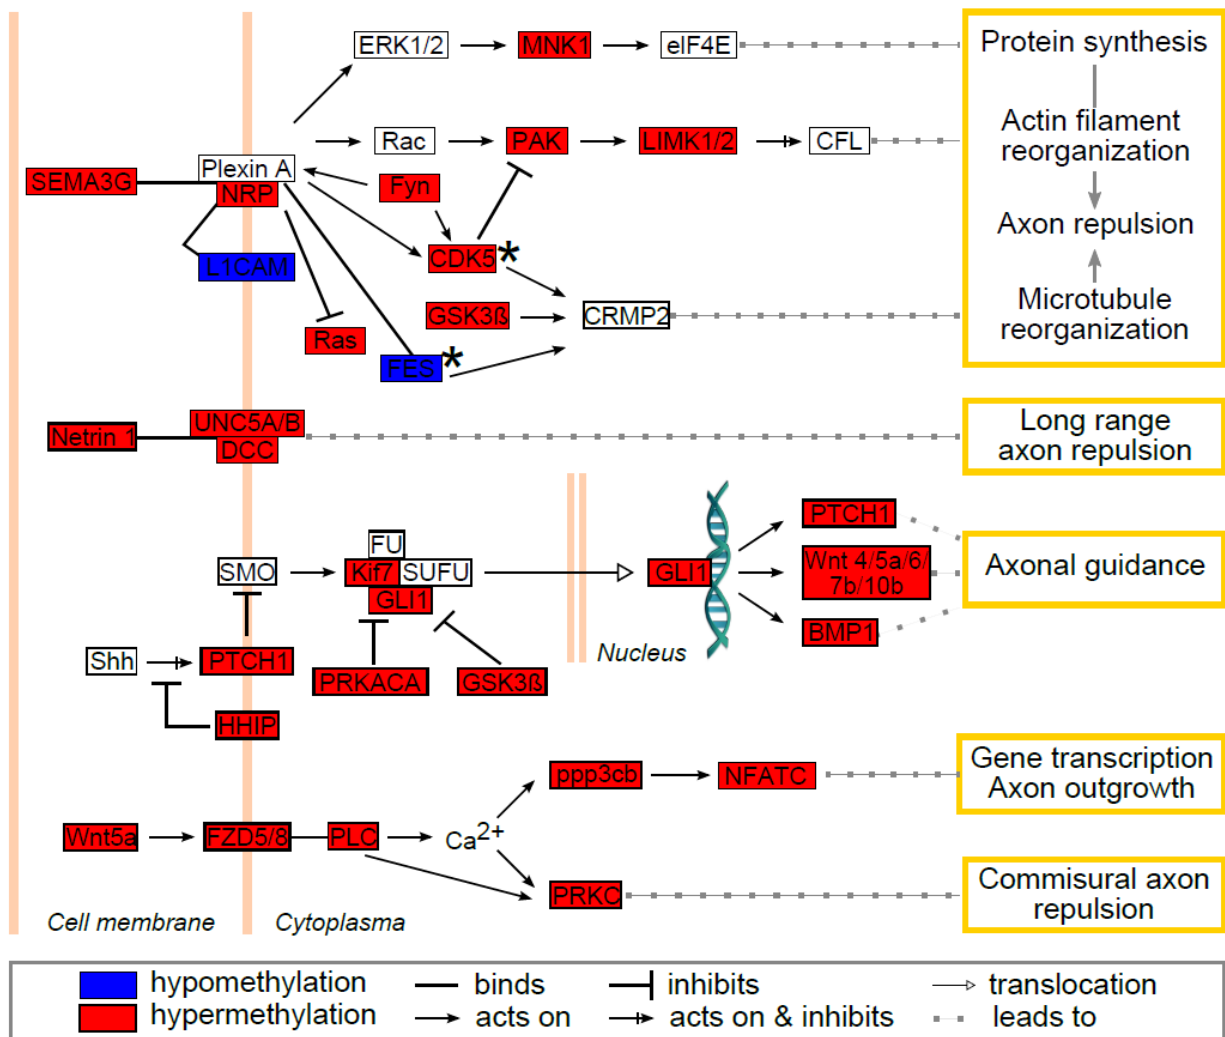 ERK1/2
MNK1
eIF4E
Protein synthesis
Rac
PAK
LIMK1/2
CFL
Actin filament
reorganization
SEMA3G
Plexin A
NRP
Fyn
Axon repulsion
L1CAM
CDK5*
GSK3ß
CRMP2
Microtubule
reorganization
Ras
FES*
Netrin 1
UNC5A/B
DCC
Long range
axon repulsion
FU
SMO
Kif7
SUFU
GLI1
GLI1
PTCH1
Wnt 4/5a/6/
7b/10b
BMP1
Axonal guidance
Nucleus
Shh
PTCH1
PRKACA
GSK3ß
HHIP
ppp3cb
NFATC
Gene transcription
Axon outgrowth
Wnt5a
FZD5/8
PLC
Ca2+
PRKC
Commisural axon
repulsion
Cell membrane
Cytoplasma
hypomethylation
binds
inhibits
translocation
hypermethylation
acts on
acts on & inhibits
leads to